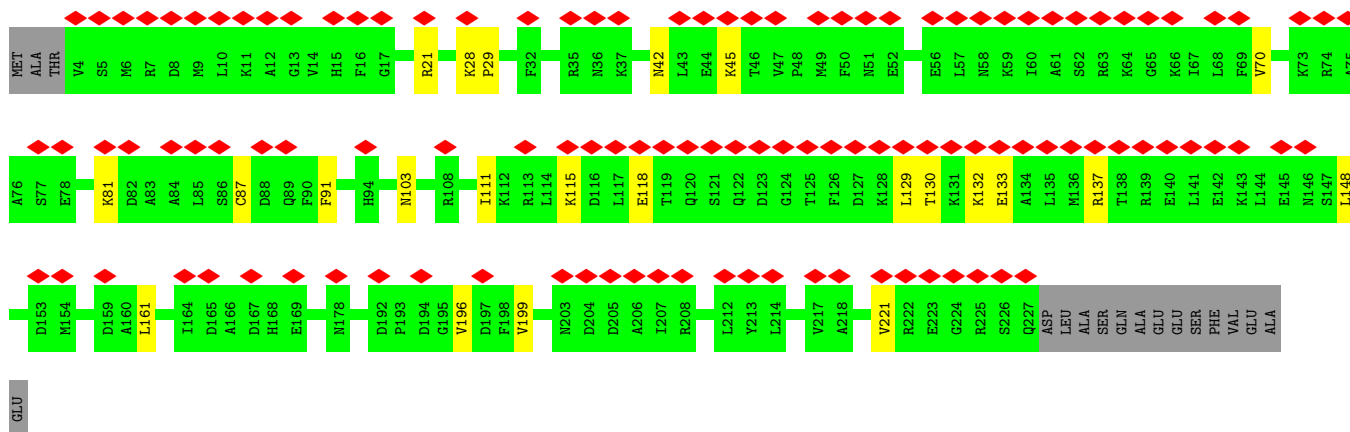 MET ALA THR V4 S5 M6 R7 D8 M9 L10 K11 A12 G13 V14 H15 F16 G17 R21 K28 P29 F32 R35 N36 K37 N42 L43 E44 K45 T46 V47 P48 M49 F50 N51 E52 E56 L57 N58 K59 I60 A61 S62 R63 K64 G65 K66 I67 L68 F69 V70 K73 R74 A75
A76 S77 E78 K81 D82 A83 A84 L85 S86 C87 D88 Q89 F90 F91 H94 N103 R108 I111 K112 R113 L114 K115 D116 L117 E118 T119 Q120 S121 Q122 D123 G124 T125 F126 D127 K128 L129 T130 K131 K132 E133 A134 L135 M136 R137 T138 R139 E140 L141 E142 K143 L144 E145 N146 S147 L148
D153 M154 D159 A160 L161 I164 D165 A166 D167 H168 E169 N178 D192 P193 D194 G195 V196 D197 F198 V199 N203 D204 D205 A206 I207 R208 L212 Y213 L214 V217 A218 V221 R222 E223 G224 R225 S226 Q227 ASP LEU ALA SER GLN ALA GLU GLU SER PHE VAL GLU ALA
GLU